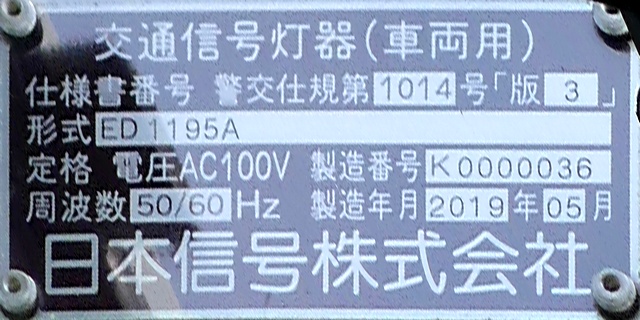 交通信号灯器(車両用)
仕様書番号 警交仕規第1014号「版3」
形式 ED1195A
定格 電圧AC100V 製造番号 K0000036
周波数 50/60 Hz 製造年月 2019年05月
日本信号株式会社